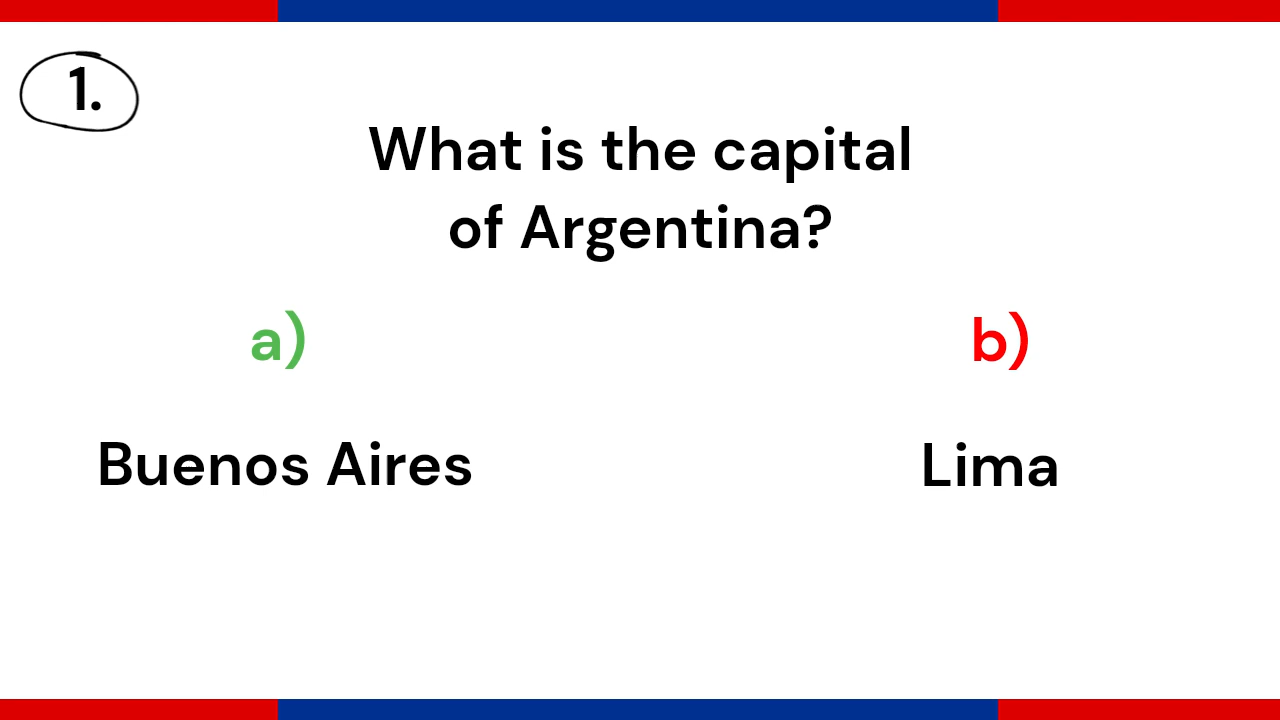 1.
What is the capital
of Argentina?
a)
b)
Buenos Aires
Lima